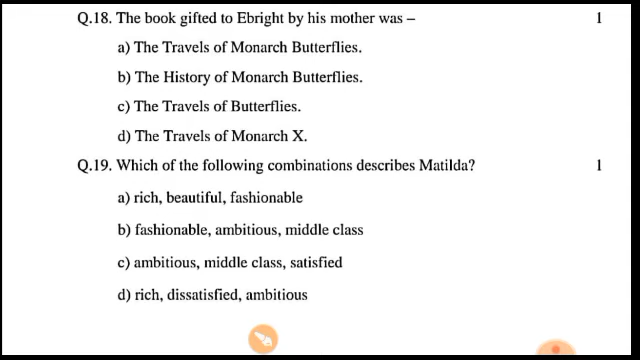 Q.18. The book gifted to Ebright by his mother was – 1
a) The Travels of Monarch Butterflies.
b) The History of Monarch Butterflies.
c) The Travels of Butterflies.
d) The Travels of Monarch X.
Q.19. Which of the following combinations describes Matilda? 1
a) rich, beautiful, fashionable
b) fashionable, ambitious, middle class
c) ambitious, middle class, satisfied
d) rich, dissatisfied, ambitious